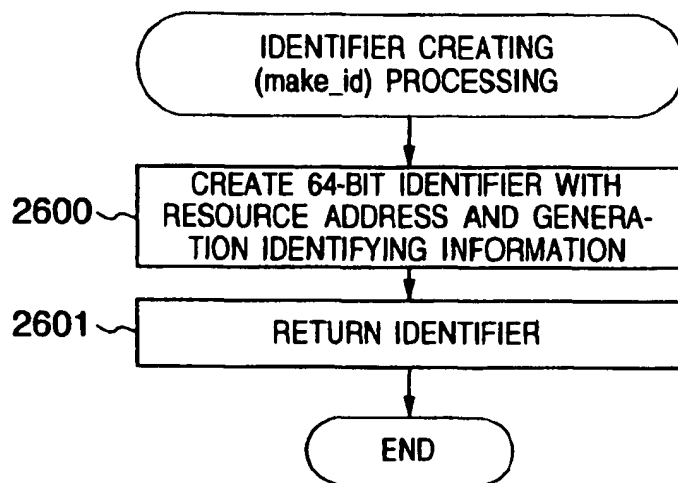 IDENTIFIER CREATING
(make_id) PROCESSING
2600
CREATE 64-BIT IDENTIFIER WITH
RESOURCE ADDRESS AND GENERA-
TION IDENTIFYING INFORMATION
2601
RETURN IDENTIFIER
END